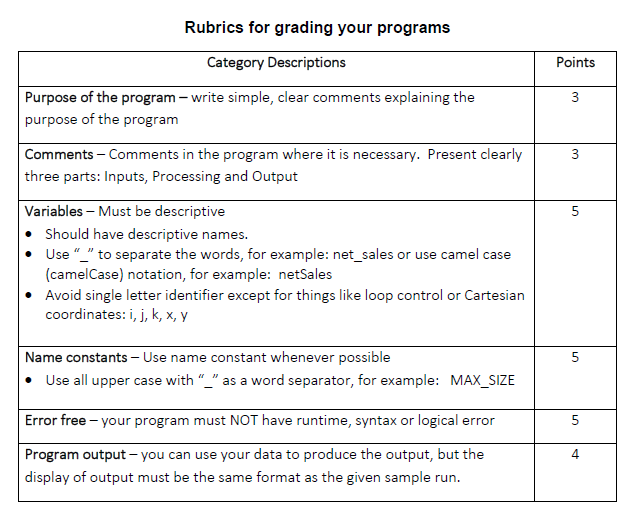 Rubrics for grading your programs
Category Descriptions Points
Purpose of the program – write simple, clear comments explaining the 3
purpose of the program
Comments – Comments in the program where it is necessary. Present clearly 3
three parts: Inputs, Processing and Output
Variables – Must be descriptive 5
• Should have descriptive names.
• Use “_” to separate the words, for example: net_sales or use camel case
(camelCase) notation, for example: netSales
• Avoid single letter identifier except for things like loop control or Cartesian
coordinates: i, j, k, x, y
Name constants – Use name constant whenever possible 5
• Use all upper case with “_” as a word separator, for example: MAX_SIZE
Error free – your program must NOT have runtime, syntax or logical error 5
Program output – you can use your data to produce the output, but the 4
display of output must be the same format as the given sample run.